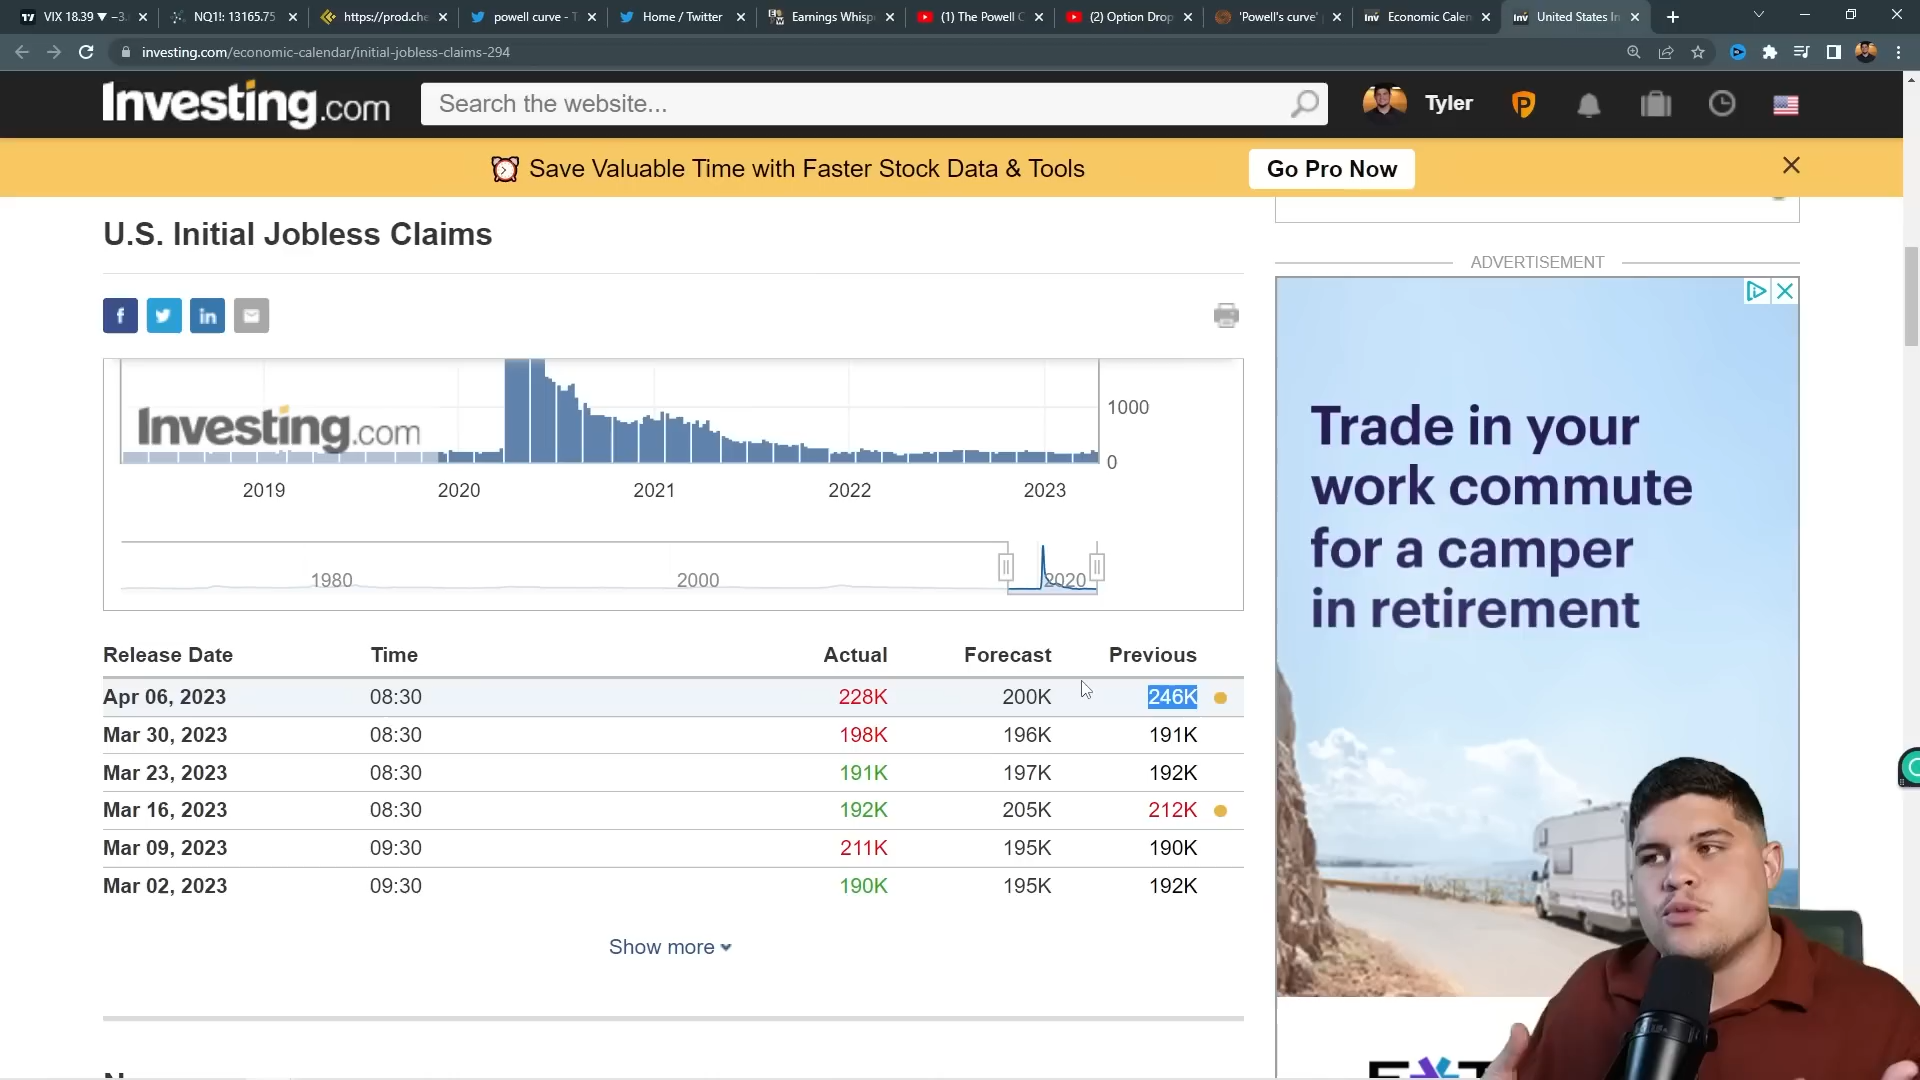 VIX 18.39 ▼ −3.
NQ1!: 13165.75
https://prod.che
powell curve - T
Home / Twitter
Earnings Whisp
(1) The Powell C
(2) Option Drop
'Powell's curve'
Economic Calen
United States In
investing.com/economic-calendar/initial-jobless-claims-294
Investing.com
Search the website...
Tyler
Save Valuable Time with Faster Stock Data & Tools
Go Pro Now
U.S. Initial Jobless Claims
ADVERTISEMENT
1000
Investing.com
0
2019 2020 2021 2022 2023
1980 2000 2020
Release Date Time Actual Forecast Previous
Apr 06, 2023 08:30 228K 200K 246K
Mar 30, 2023 08:30 198K 196K 191K
Mar 23, 2023 08:30 191K 197K 192K
Mar 16, 2023 08:30 192K 205K 212K
Mar 09, 2023 09:30 211K 195K 190K
Mar 02, 2023 09:30 190K 195K 192K
Show more
Trade in your
work commute
for a camper
in retirement